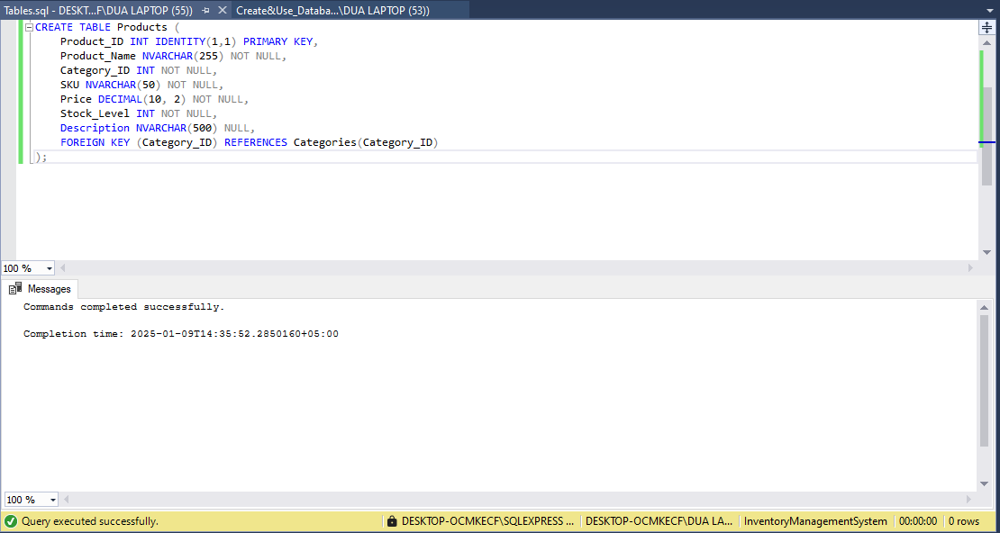 Tables.sql - DESKT...F\DUA LAPTOP (55)) Create&Use_Databa...\DUA LAPTOP (53))
CREATE TABLE Products (
Product_ID INT IDENTITY(1,1) PRIMARY KEY,
Product_Name NVARCHAR(255) NOT NULL,
Category_ID INT NOT NULL,
SKU NVARCHAR(50) NOT NULL,
Price DECIMAL(10, 2) NOT NULL,
Stock_Level INT NOT NULL,
Description NVARCHAR(500) NULL,
FOREIGN KEY (Category_ID) REFERENCES Categories(Category_ID)
);
100 %
Messages
Commands completed successfully.
Completion time: 2025-01-09T14:35:52.2850160+05:00
100 %
Query executed successfully. DESKTOP-OCMKECF\SQLEXPRESS ... DESKTOP-OCMKECF\DUA LA... InventoryManagementSystem 00:00:00 0 rows